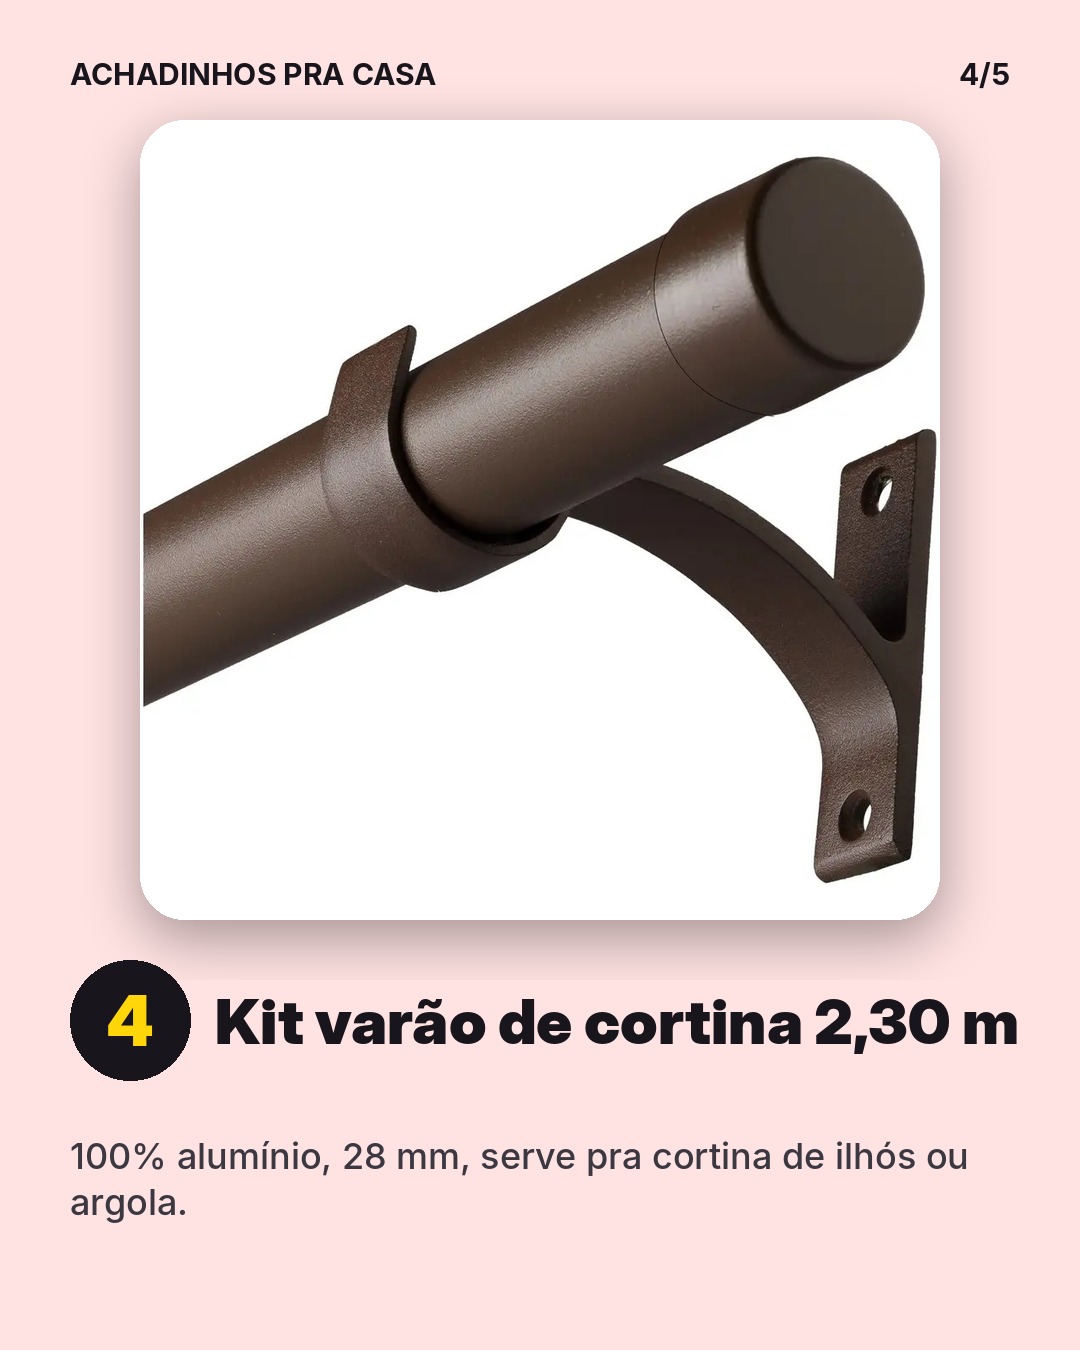 ACHADINHOS PRA CASA
4/5
4
Kit varão de cortina 2,30 m
100% alumínio, 28 mm, serve pra cortina de ilhós ou
argola.